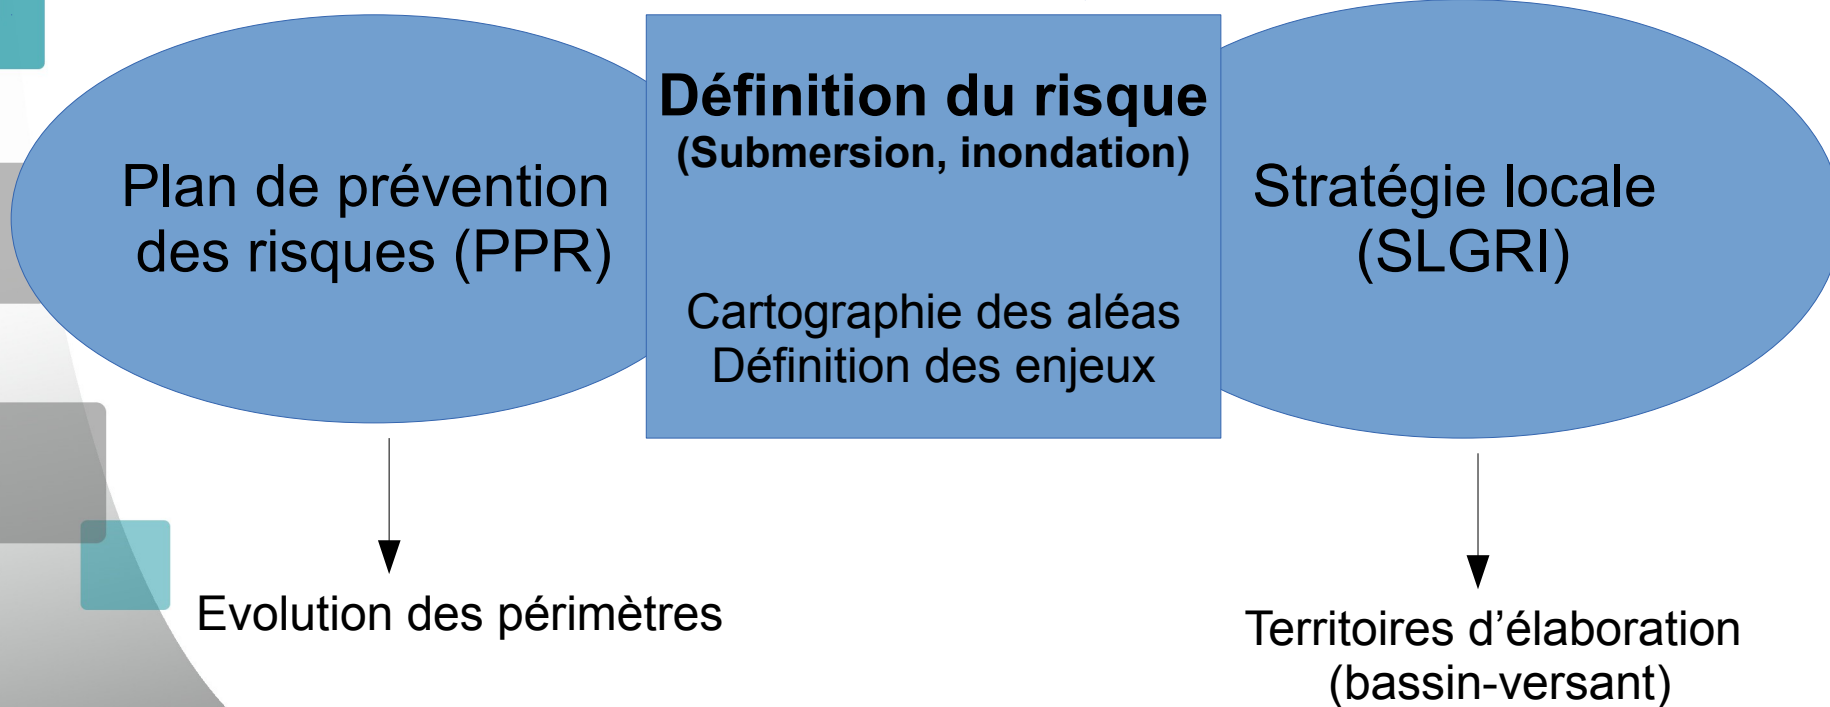 Plan de prévention
des risques (PPR)
Définition du risque
(Submersion, inondation)
Cartographie des aléas
Définition des enjeux
Stratégie locale
(SLGRI)
Evolution des périmètres
Territoires d’élaboration
(bassin-versant)